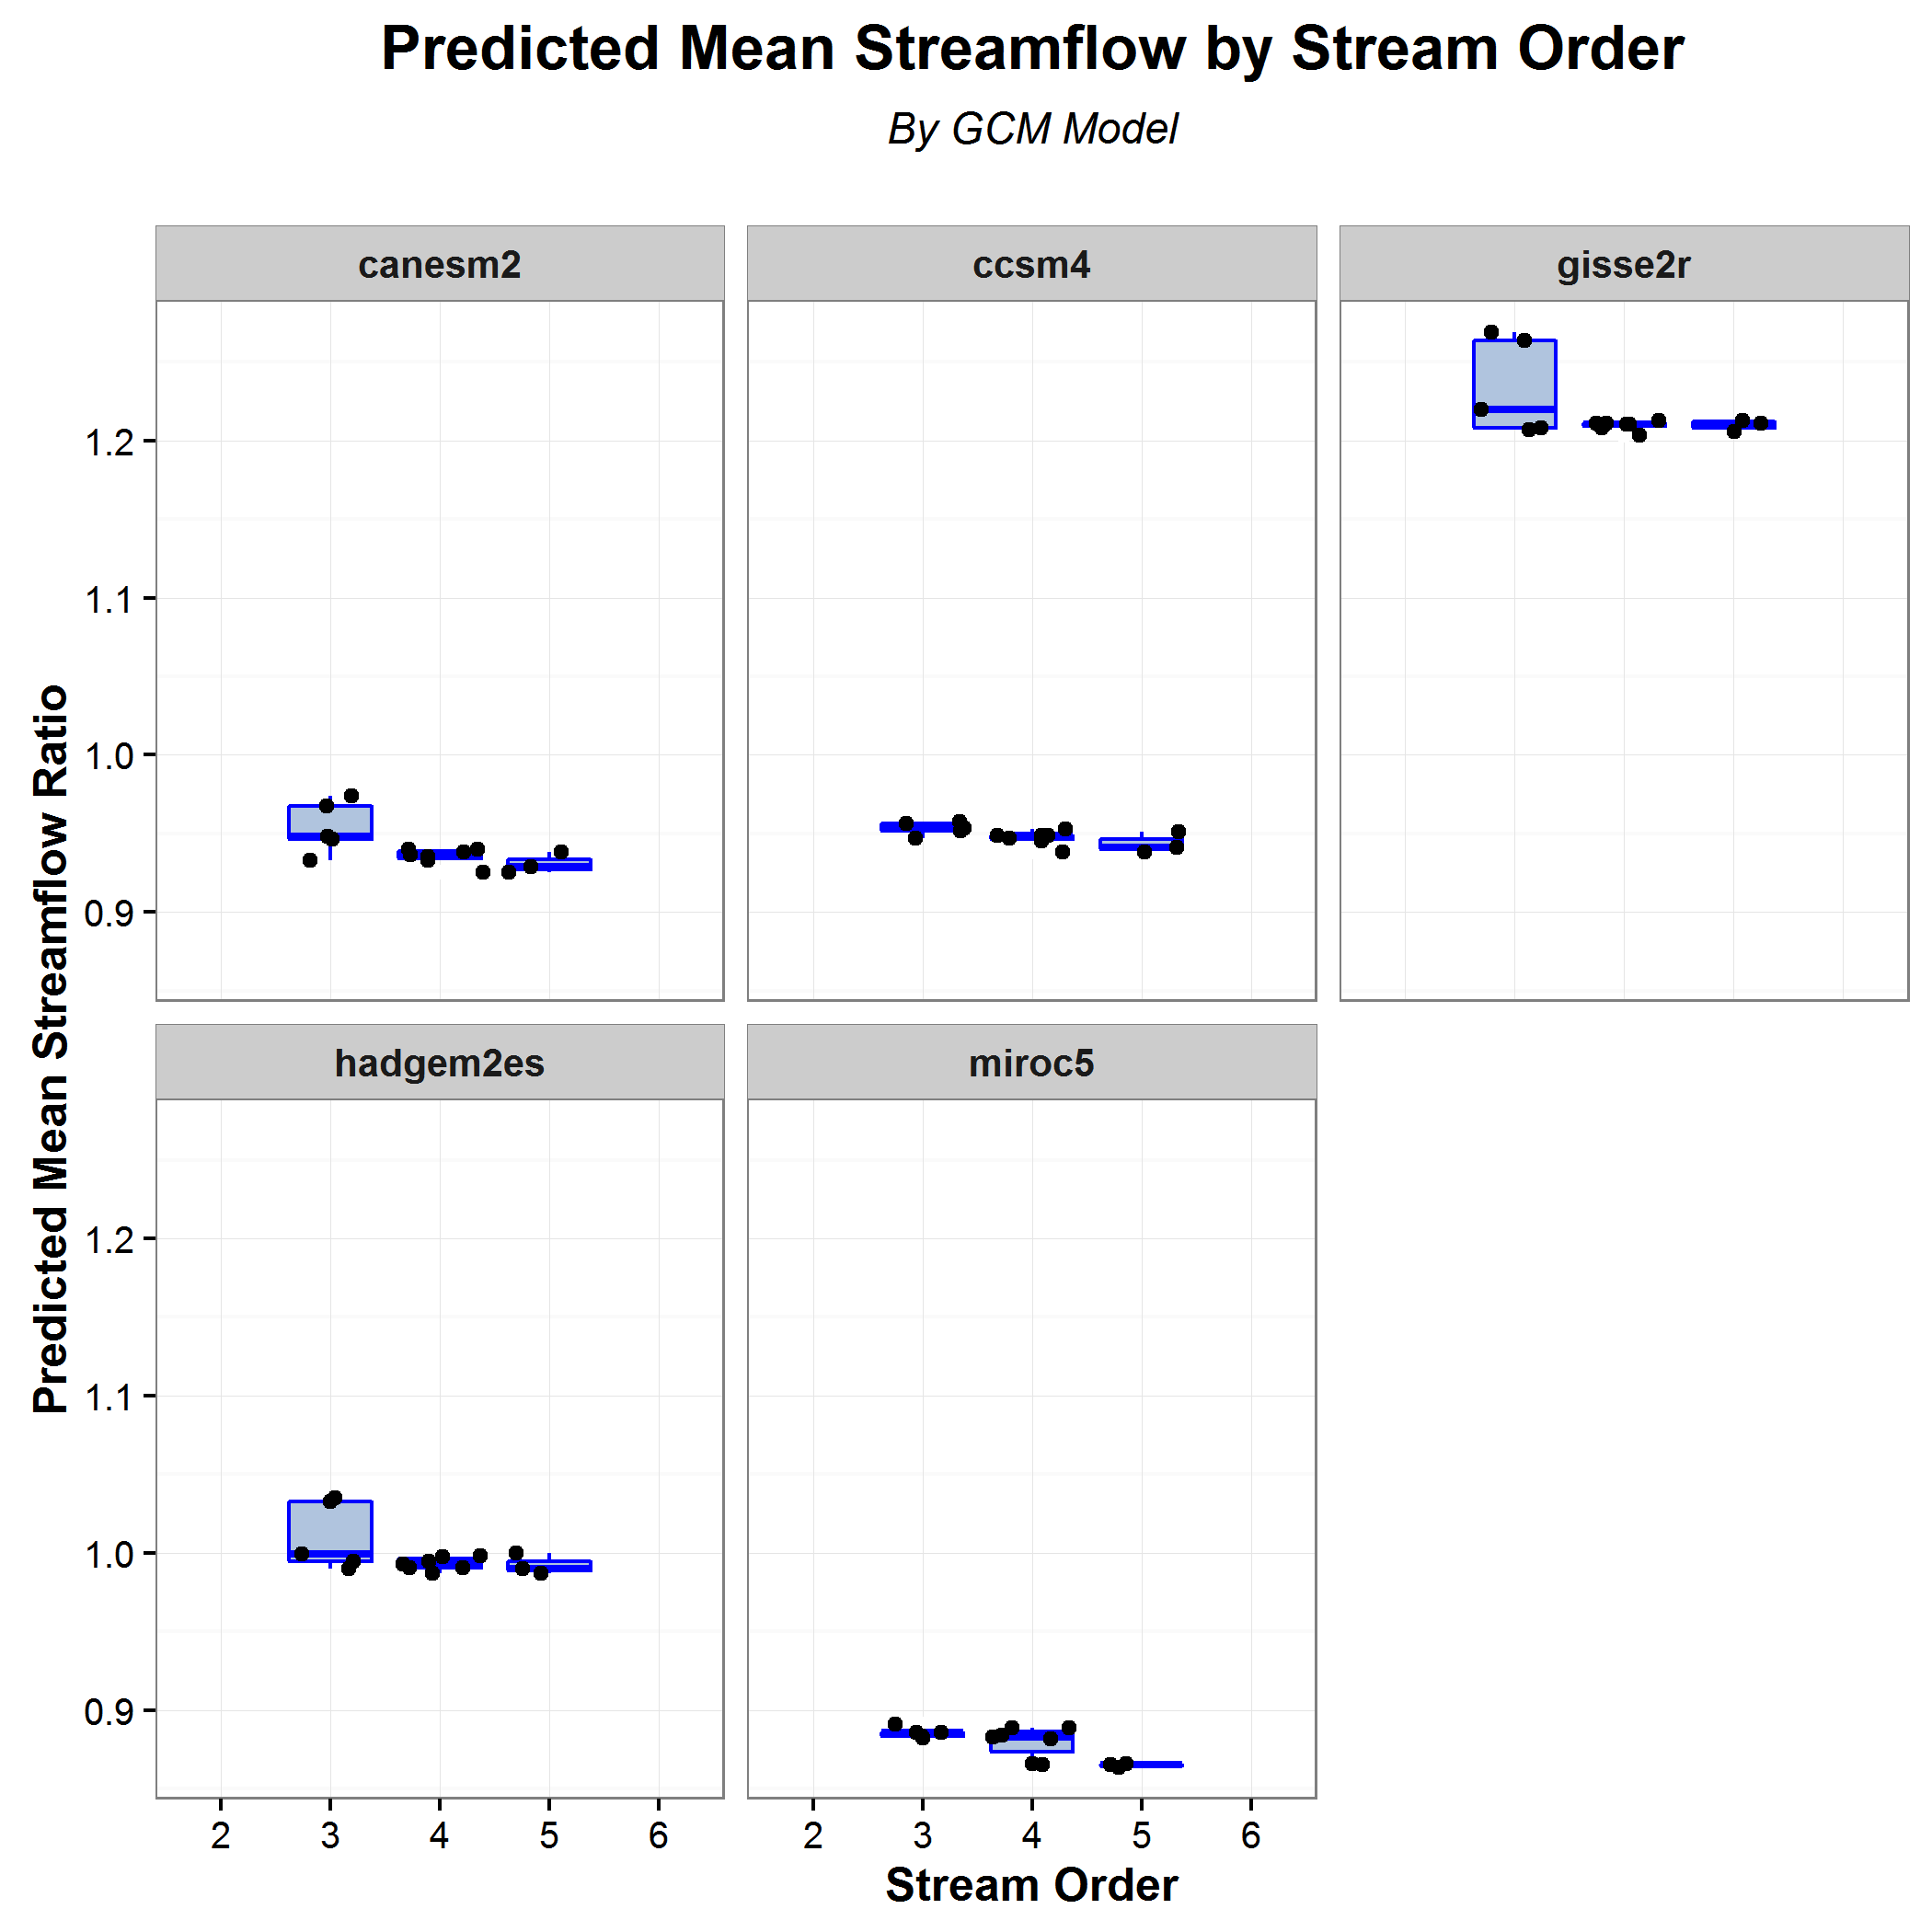 Predicted Mean Streamflow by Stream Order
By GCM Model
canesm2
ccsm4
gisse2r
1.2
1.1
1.0
0.9
Predicted Mean Streamflow Ratio
hadgem2es
miroc5
1.2
1.1
1.0
0.9
2 3 4 5 6
2 3 4 5 6
Stream Order